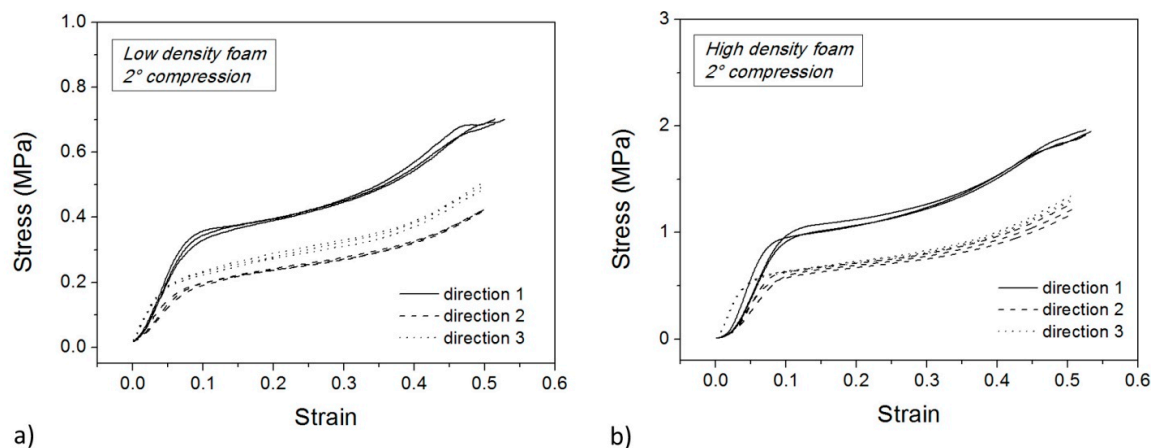 1.0
0.8
0.6
0.4
0.2
0.0
Stress (MPa)
Low density foam
2° compression
direction 1
direction 2
direction 3
0.0 0.1 0.2 0.3 0.4 0.5 0.6
Strain
a)
3
2
1
0
Stress (MPa)
High density foam
2° compression
direction 1
direction 2
direction 3
0.0 0.1 0.2 0.3 0.4 0.5 0.6
Strain
b)